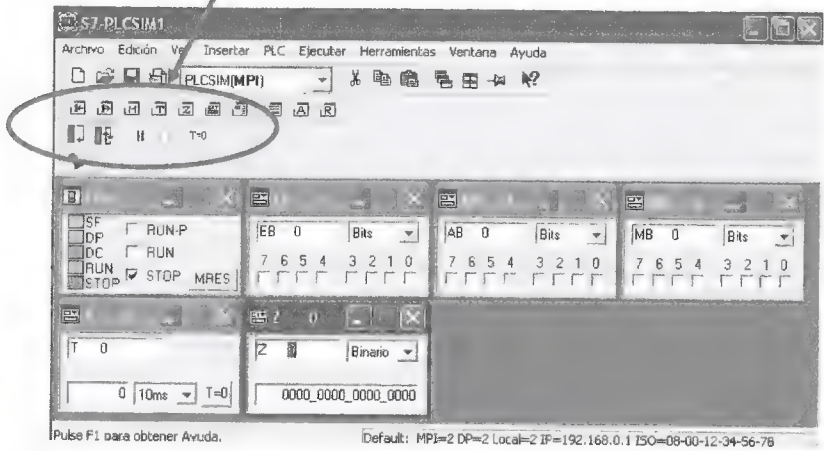 S7-PLCSIM1
Archivo Edición Ver Insertar PLC Ejecutar Herramientas Ventana Ayuda
PLCSIM(MPI)
T=0
SF
DP
DC
RUN
STOP
RUN-P
RUN
STOP MRES
EB 0 Bits
7 6 5 4 3 2 1 0
AB 0 Bits
7 6 5 4 3 2 1 0
MB 0 Bits
7 6 5 4 3 2 1 0
T 0
0 10ms T=0
Z 0
Z 0 Binario
0000_0000_0000_0000
Pulse F1 para obtener Ayuda. Default: MPI=2 DP=2 Local=2 IP=192.168.0.1 ISO=08-00-12-34-56-78